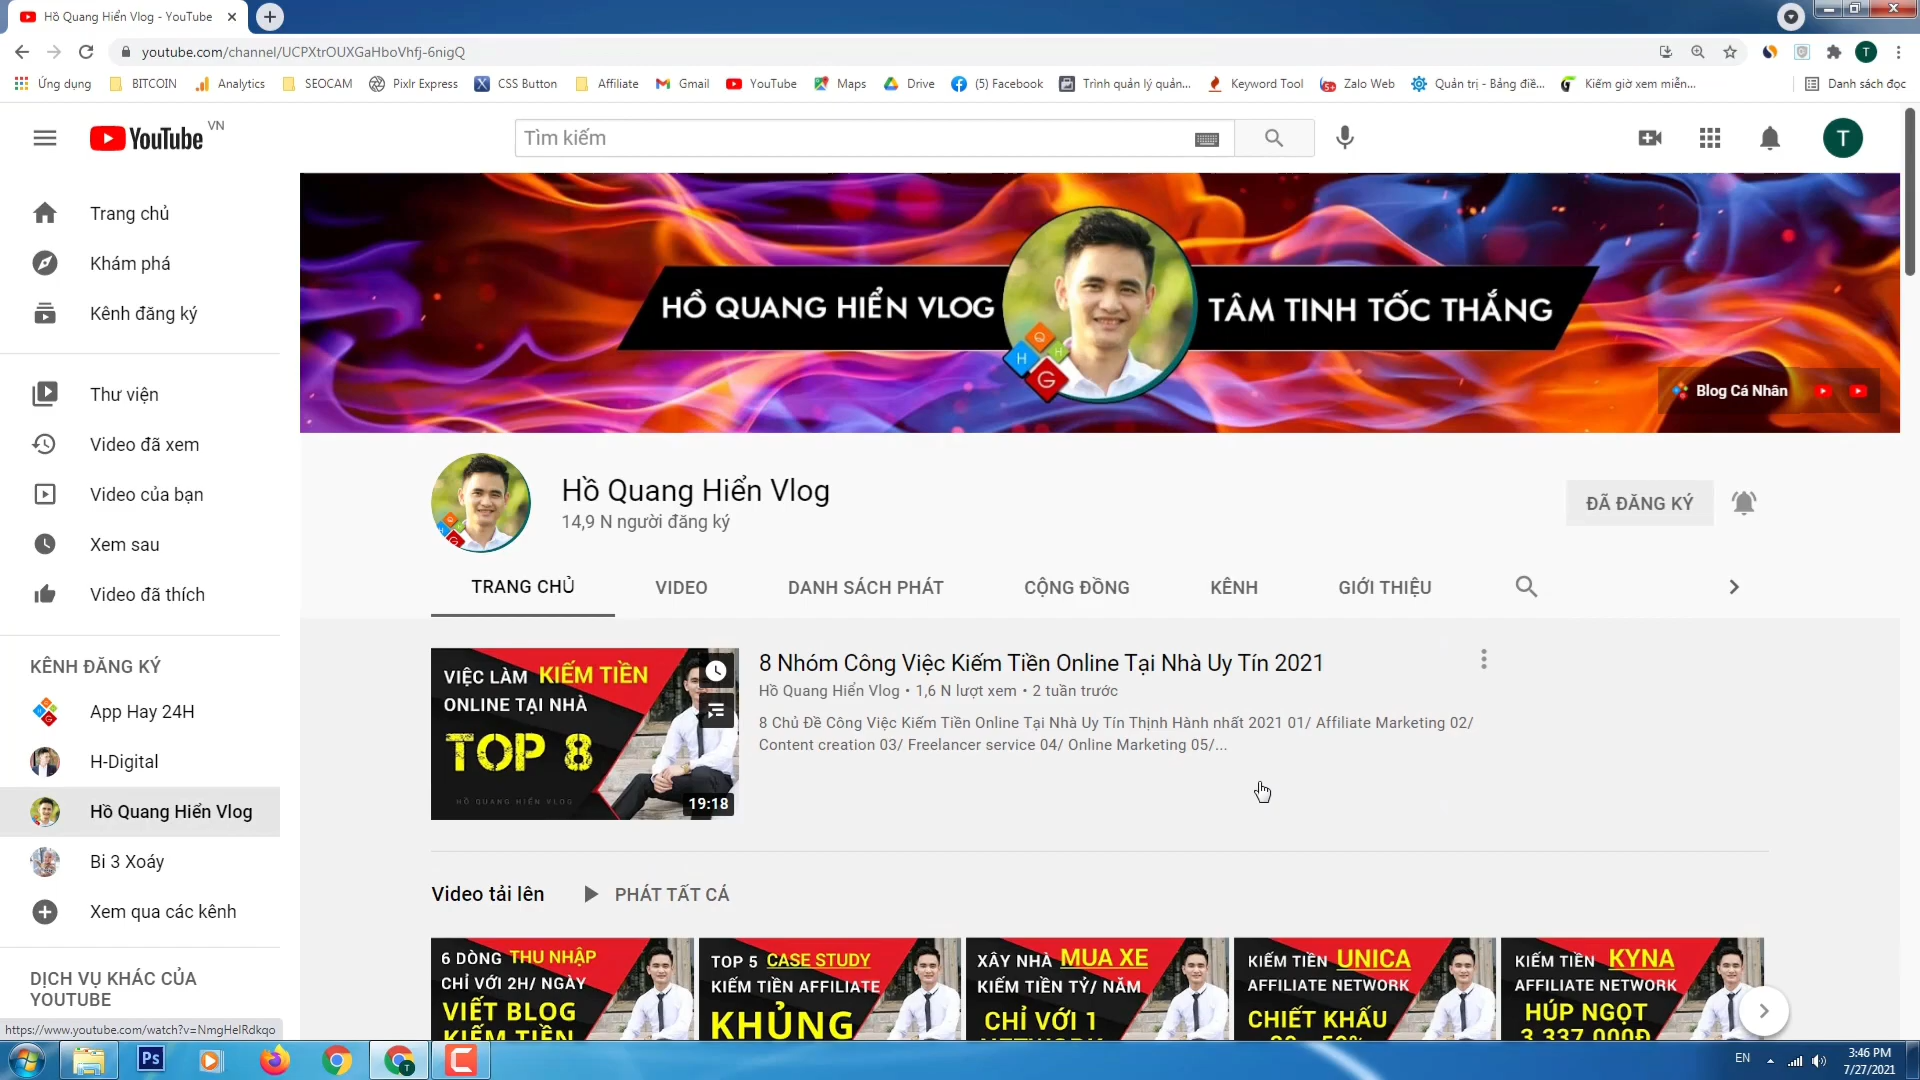 Hồ Quang Hiển Vlog - YouTube
youtube.com/channel/UCPXtrOUXGaHboVhfj-6nigQ
T
Ứng dụng
BITCOIN
Analytics
SEOCAM
Pixlr Express
CSS Button
Affiliate
Gmail
YouTube
Maps
Drive
(5) Facebook
Trình quản lý quản...
Keyword Tool
Zalo Web
Quản trị - Bảng điề...
Kiếm giờ xem miễn...
Danh sách đọc
YouTube VN
Tìm kiếm
T
Trang chủ
Khám phá
Kênh đăng ký
Thư viện
Video đã xem
Video của bạn
Xem sau
Video đã thích
KÊNH ĐĂNG KÝ
App Hay 24H
H-Digital
Hồ Quang Hiển Vlog
Bi 3 Xoáy
Xem qua các kênh
DỊCH VỤ KHÁC CỦA
YOUTUBE
https://www.youtube.com/watch?v=NmgHelRdkqo
HỒ QUANG HIỂN VLOG
TÂM TINH TỐC THẮNG
Q
H H
G
Blog Cá Nhân
Hồ Quang Hiển Vlog
14,9 N người đăng ký
ĐÃ ĐĂNG KÝ
TRANG CHỦ
VIDEO
DANH SÁCH PHÁT
CỘNG ĐỒNG
KÊNH
GIỚI THIỆU
VIỆC LÀM KIẾM TIỀN
ONLINE TẠI NHÀ
TOP 8
HỒ QUANG HIỂN VLOG
19:18
8 Nhóm Công Việc Kiếm Tiền Online Tại Nhà Uy Tín 2021
Hồ Quang Hiển Vlog • 1,6 N lượt xem • 2 tuần trước
8 Chủ Đề Công Việc Kiếm Tiền Online Tại Nhà Uy Tín Thịnh Hành nhất 2021 01/ Affiliate Marketing 02/
Content creation 03/ Freelancer service 04/ Online Marketing 05/...
Video tải lên
PHÁT TẤT CẢ
6 DÒNG THU NHẬP
CHỈ VỚI 2H/ NGÀY
VIẾT BLOG
KIẾM TIỀN
TOP 5 CASE STUDY
KIẾM TIỀN AFFILIATE
KHỦNG
XÂY NHÀ MUA XE
KIẾM TIỀN TỶ/ NĂM
CHỈ VỚI 1
NETWORK
KIẾM TIỀN UNICA
AFFILIATE NETWORK
CHIẾT KHẤU
KIẾM TIỀN KYNA
AFFILIATE NETWORK
HÚP NGỌT
3.337.000Đ
Ps
EN
3:46 PM
7/27/2021